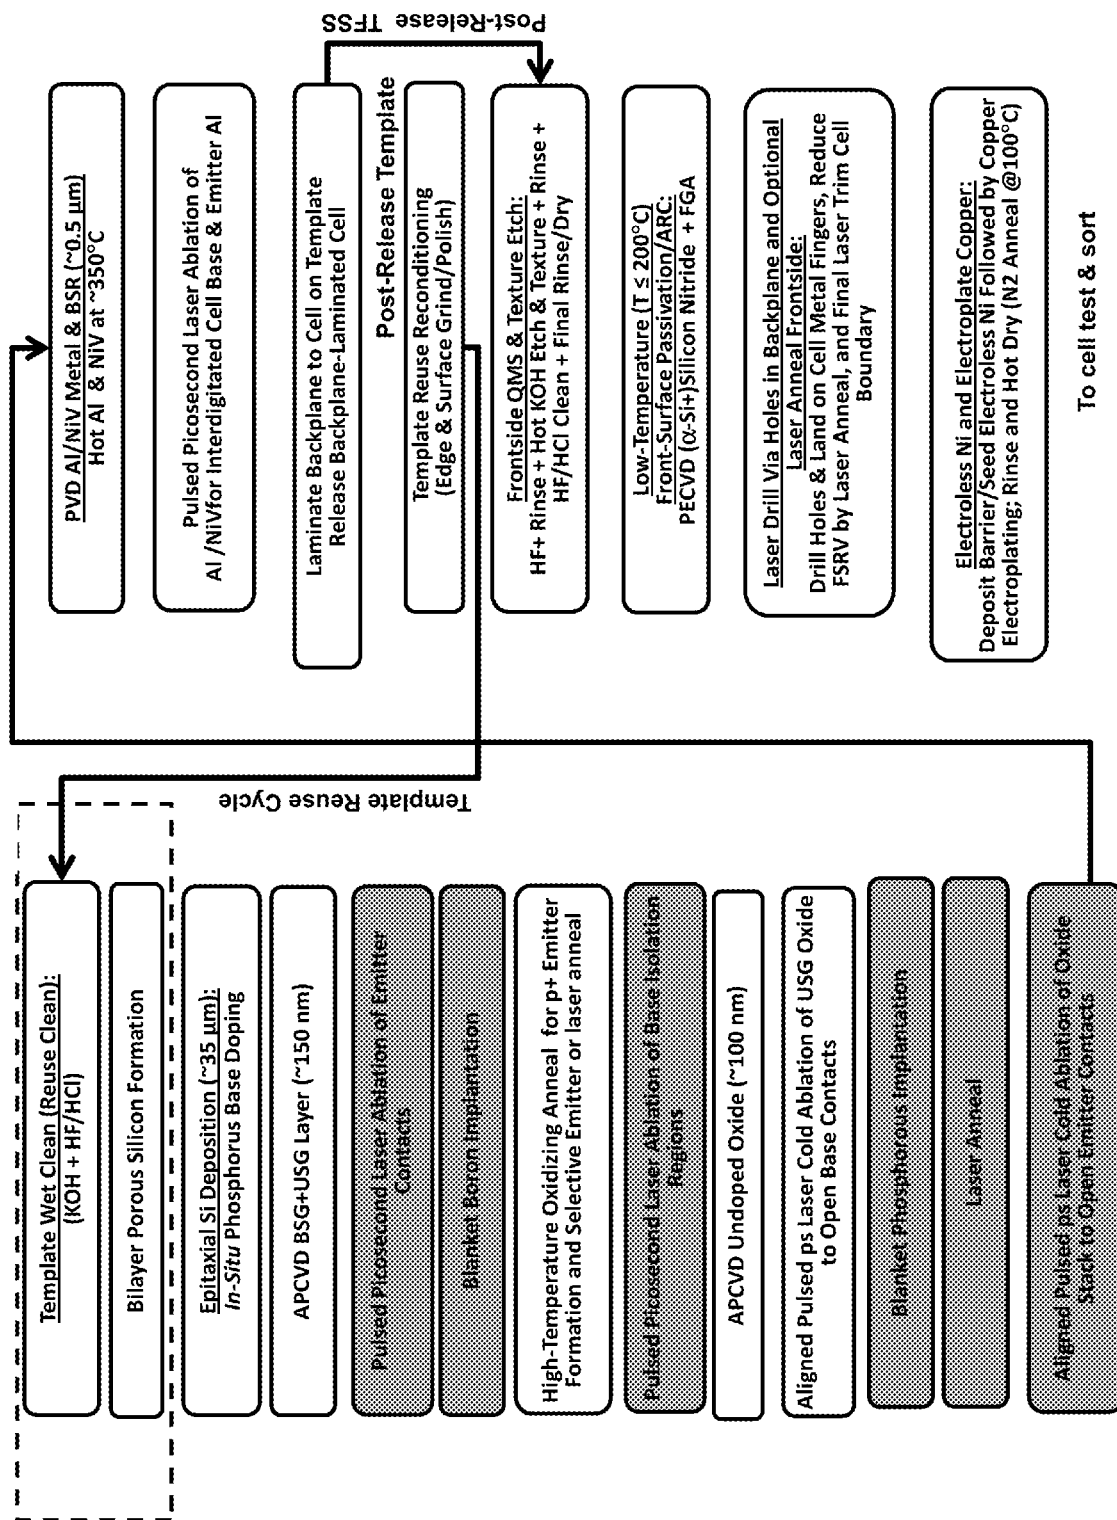 Template Wet Clean (Reuse Clean):
(KOH + HF/HCl)
Bilayer Porous Silicon Formation
Epitaxial Si Deposition (~35 µm):
In-Situ Phosphorus Base Doping
APCVD BSG+USG Layer (~150 nm)
Pulsed Picosecond Laser Ablation of Emitter
Contacts
Blanket Boron Implantation
High-Temperature Oxidizing Anneal for p+ Emitter
Formation and Selective Emitter or laser anneal
Pulsed Picosecond Laser Ablation of Base Isolation
Regions
APCVD Undoped Oxide (~100 nm)
Aligned Pulsed ps Laser Cold Ablation of USG Oxide
to Open Base Contacts
Blanket Phosphorous Implantation
Laser Anneal
Aligned Pulsed ps Laser Cold Ablation of Oxide
Stack to Open Emitter Contacts
Template Reuse Cycle
PVD Al/NiV Metal & BSR (~0.5 µm)
Hot Al & NiV at ~350°C
Pulsed Picosecond Laser Ablation of
Al /NiVfor Interdigitated Cell Base & Emitter Al
Laminate Backplane to Cell on Template
Release Backplane-Laminated Cell
Post-Release TFSS
Post-Release Template
Template Reuse Reconditioning
(Edge & Surface Grind/Polish)
Frontside QMS & Texture Etch:
HF+ Rinse + Hot KOH Etch & Texture + Rinse +
HF/HCl Clean + Final Rinse/Dry
Low-Temperature (T ≤ 200°C)
Front-Surface Passivation/ARC:
PECVD (α-Si+)Silicon Nitride + FGA
Laser Drill Via Holes in Backplane and Optional
Laser Anneal Frontside:
Drill Holes & Land on Cell Metal Fingers, Reduce
FSRV by Laser Anneal, and Final Laser Trim Cell
Boundary
Electroless Ni and Electroplate Copper:
Deposit Barrier/Seed Electroless Ni Followed by Copper
Electroplating; Rinse and Hot Dry (N2 Anneal @100°C)
To cell test & sort